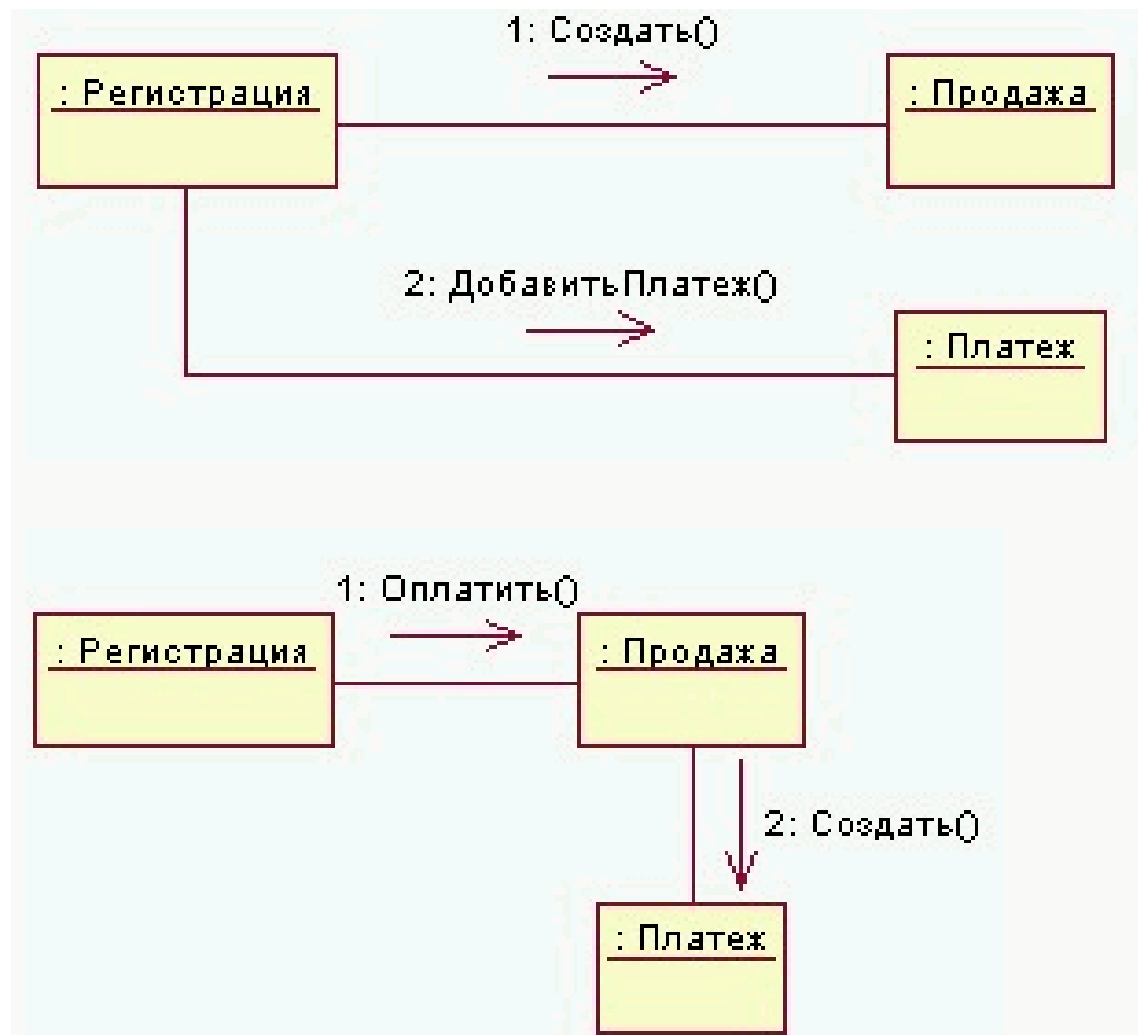 1: Создать()
: Регистрация
: Продажа
2: ДобавитьПлатеж()
: Платеж
1: Оплатить()
: Регистрация
: Продажа
2: Создать()
: Платеж